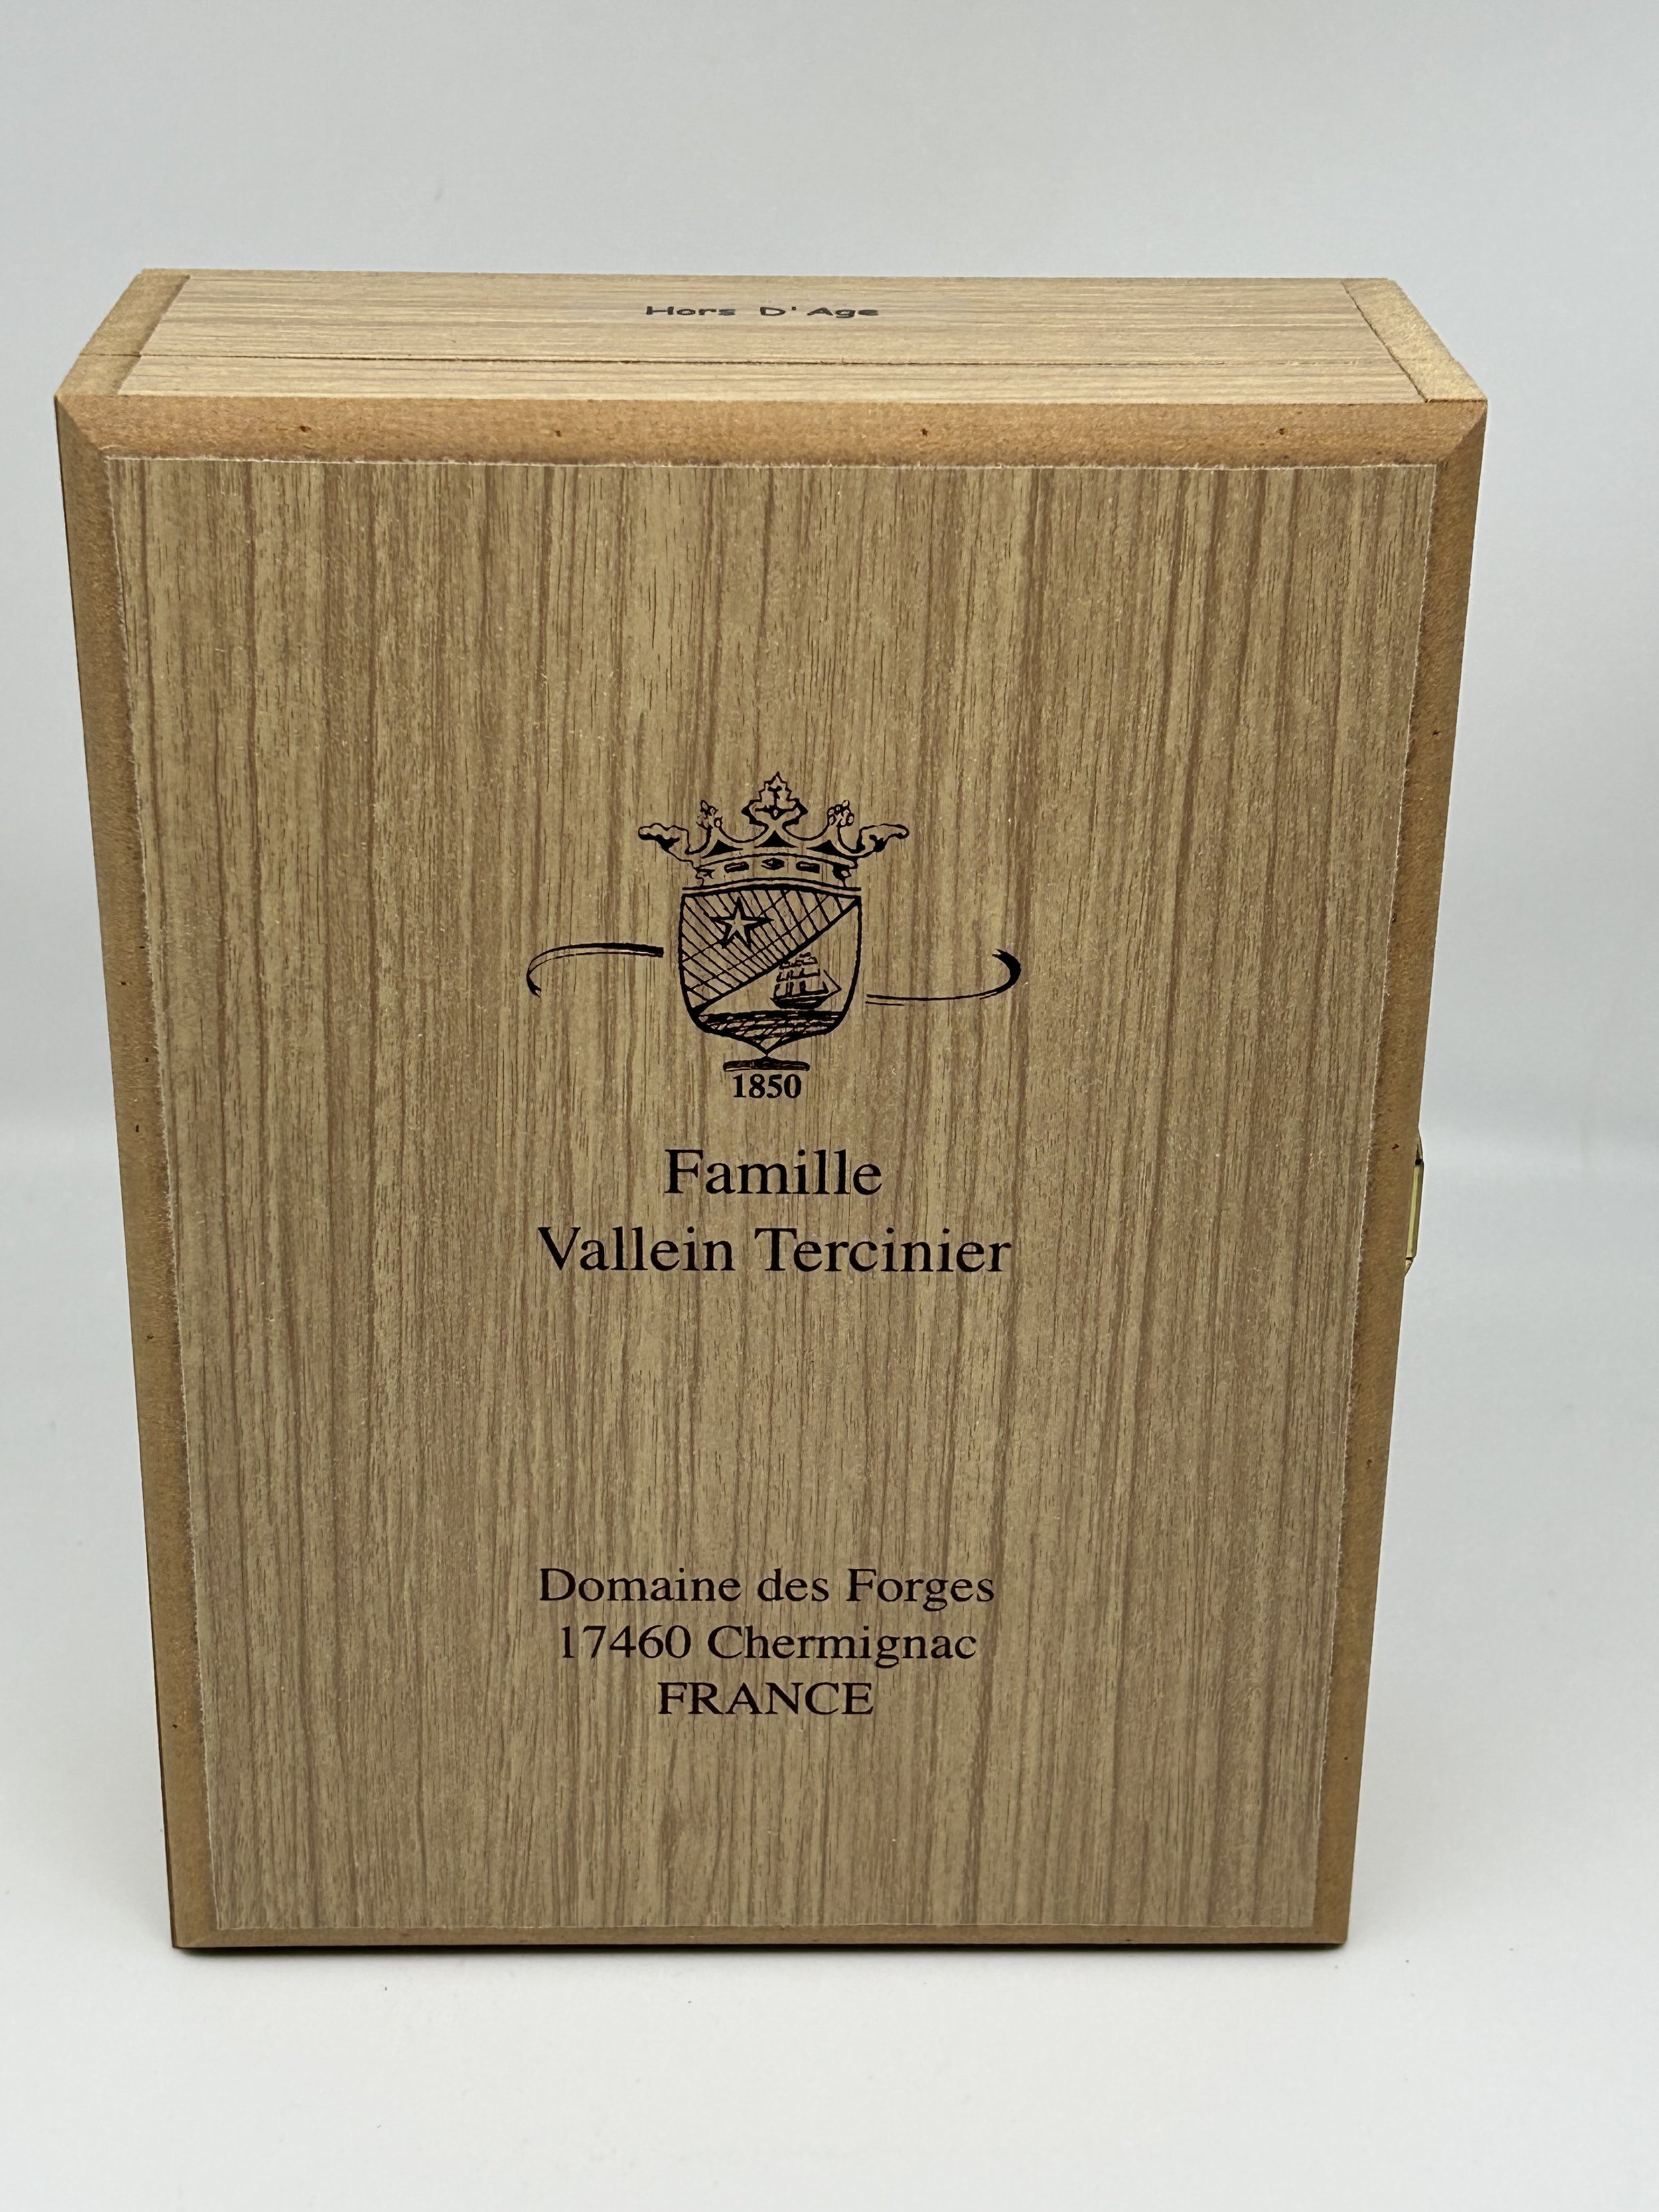 Hors D'Age
1850
Famille
Vallein Tercinier
Domaine des Forges
17460 Chermignac
FRANCE